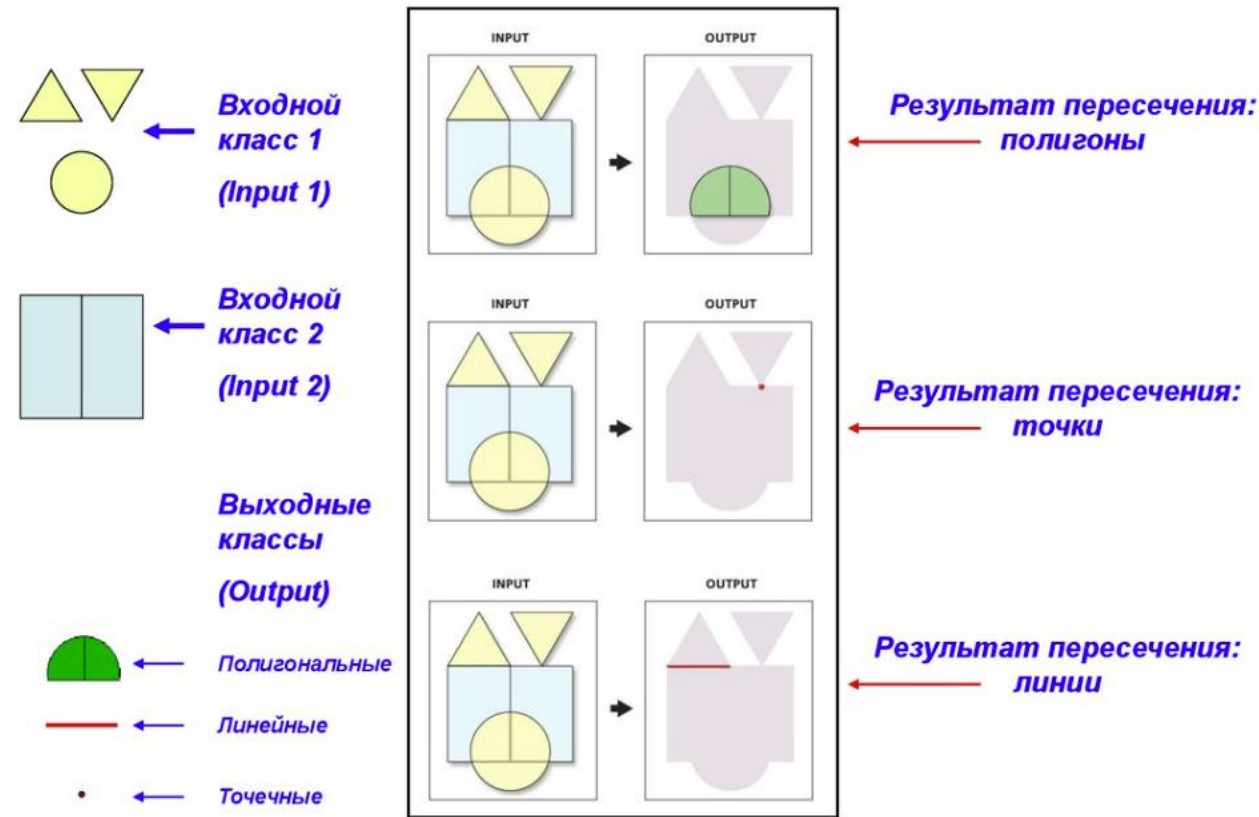 Входной
класс 1
(Input 1)
Входной
класс 2
(Input 2)
Выходные
классы
(Output)
Полигональные
Линейные
Точечные
INPUT
OUTPUT
INPUT
OUTPUT
INPUT
OUTPUT
Результат пересечения:
полигоны
Результат пересечения:
точки
Результат пересечения:
линии